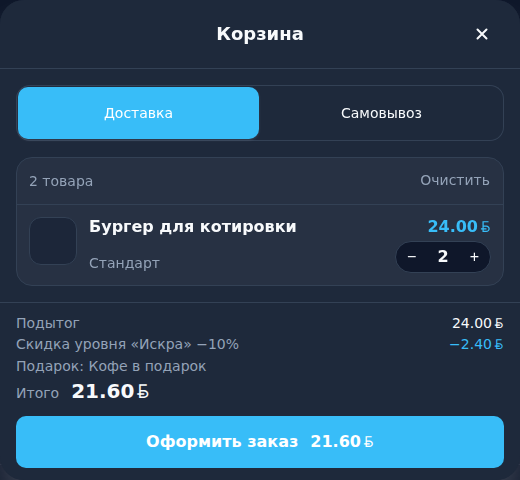 Корзина ✕
Доставка Самовывоз
2 товара Очистить
Бургер для котировки 24.00 Б
Стандарт − 2 +
Подытог 24.00 Б
Скидка уровня «Искра» −10% −2.40 Б
Подарок: Кофе в подарок
Итого 21.60 Б
Оформить заказ 21.60 Б